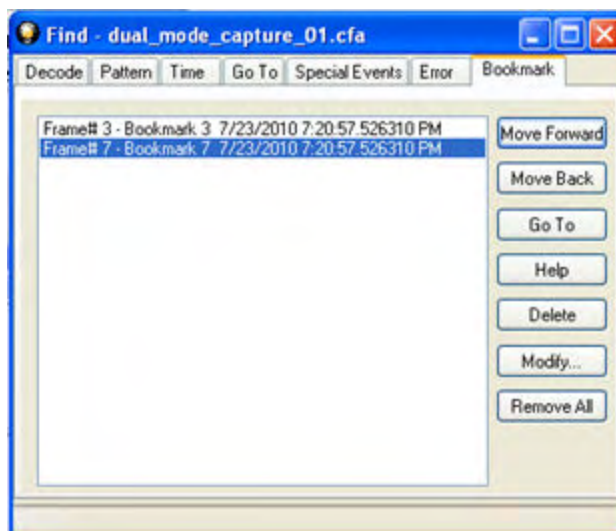 Find - dual_mode_capture_01.cfa
Decode Pattern Time Go To Special Events Error Bookmark
Frame# 3 - Bookmark 3 7/23/2010 7:20:57.526310 PM
Frame# 7 - Bookmark 7 7/23/2010 7:20:57.526310 PM
Move Forward
Move Back
Go To
Help
Delete
Modify...
Remove All